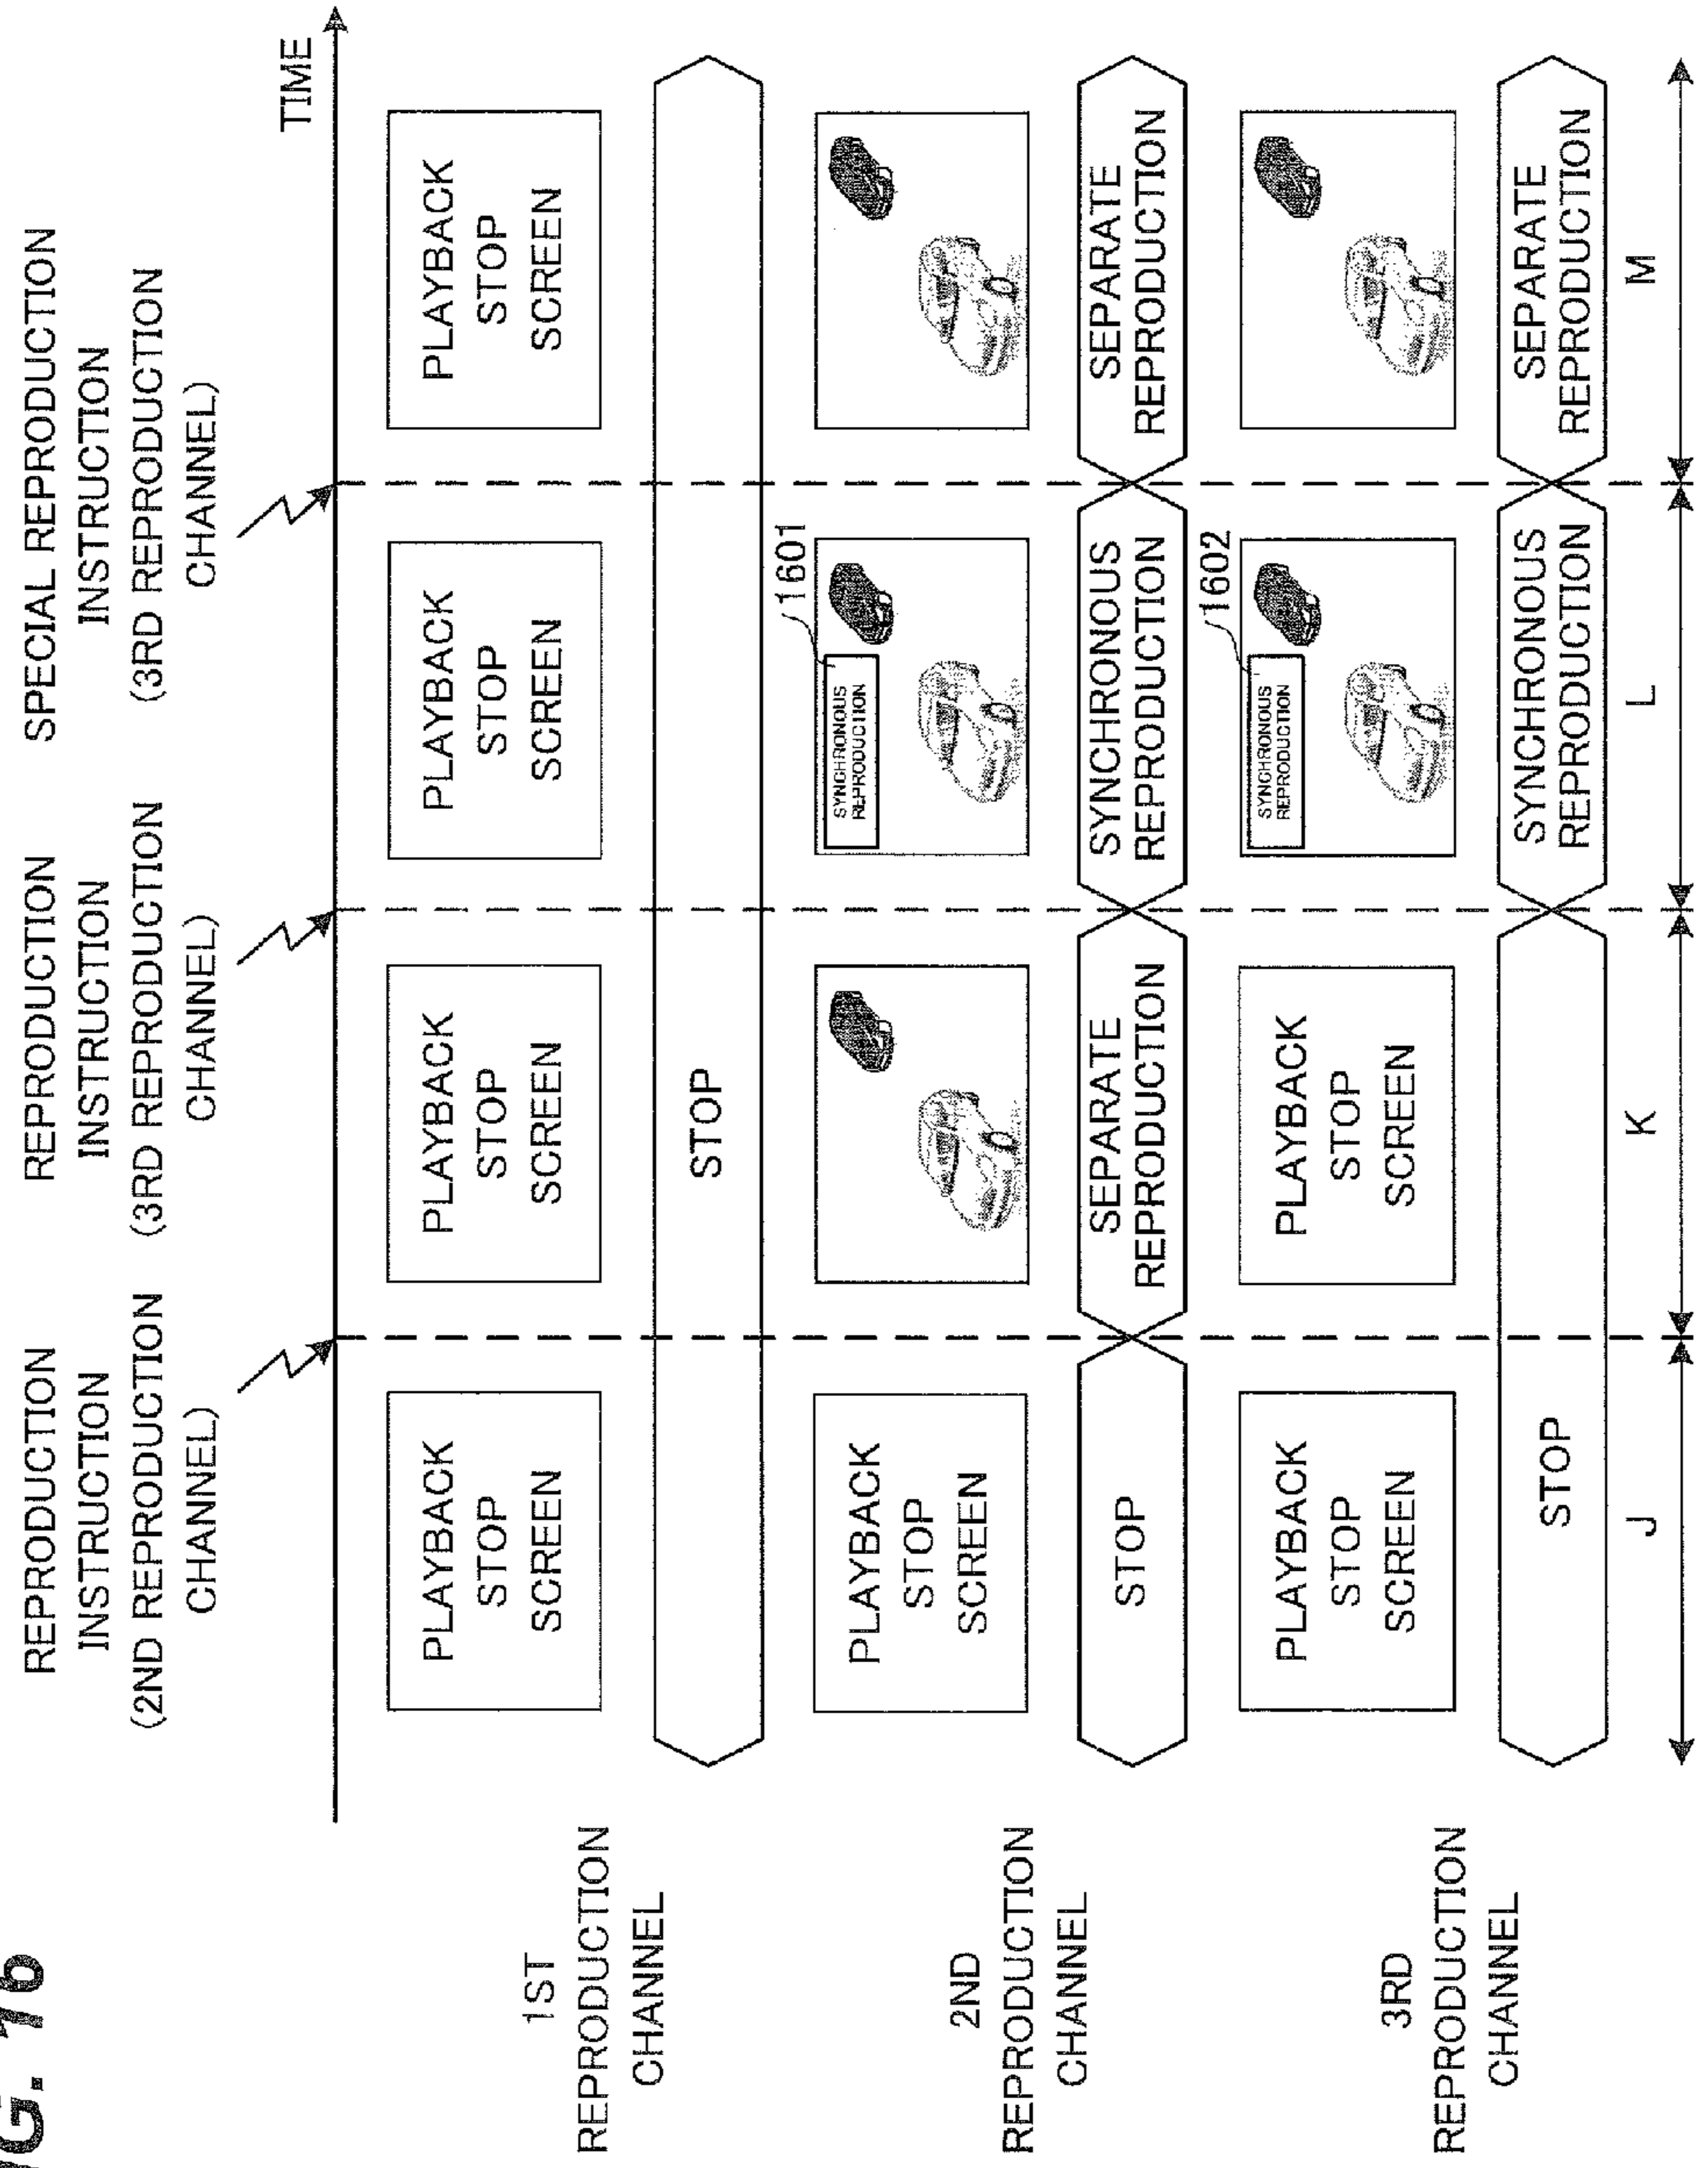 FIG. 16
REPRODUCTION
INSTRUCTION
(2ND REPRODUCTION
CHANNEL)
REPRODUCTION
INSTRUCTION
(3RD REPRODUCTION
CHANNEL)
SPECIAL REPRODUCTION
INSTRUCTION
(3RD REPRODUCTION
CHANNEL)
TIME
1ST
REPRODUCTION
CHANNEL
PLAYBACK
STOP
SCREEN
PLAYBACK
STOP
SCREEN
PLAYBACK
STOP
SCREEN
PLAYBACK
STOP
SCREEN
STOP
2ND
REPRODUCTION
CHANNEL
PLAYBACK
STOP
SCREEN
1601
SYNCHRONOUS
REPRODUCTION
STOP
SEPARATE
REPRODUCTION
SYNCHRONOUS
REPRODUCTION
SEPARATE
REPRODUCTION
3RD
REPRODUCTION
CHANNEL
PLAYBACK
STOP
SCREEN
PLAYBACK
STOP
SCREEN
1602
SYNCHRONOUS
REPRODUCTION
STOP
SYNCHRONOUS
REPRODUCTION
SEPARATE
REPRODUCTION
J
K
L
M